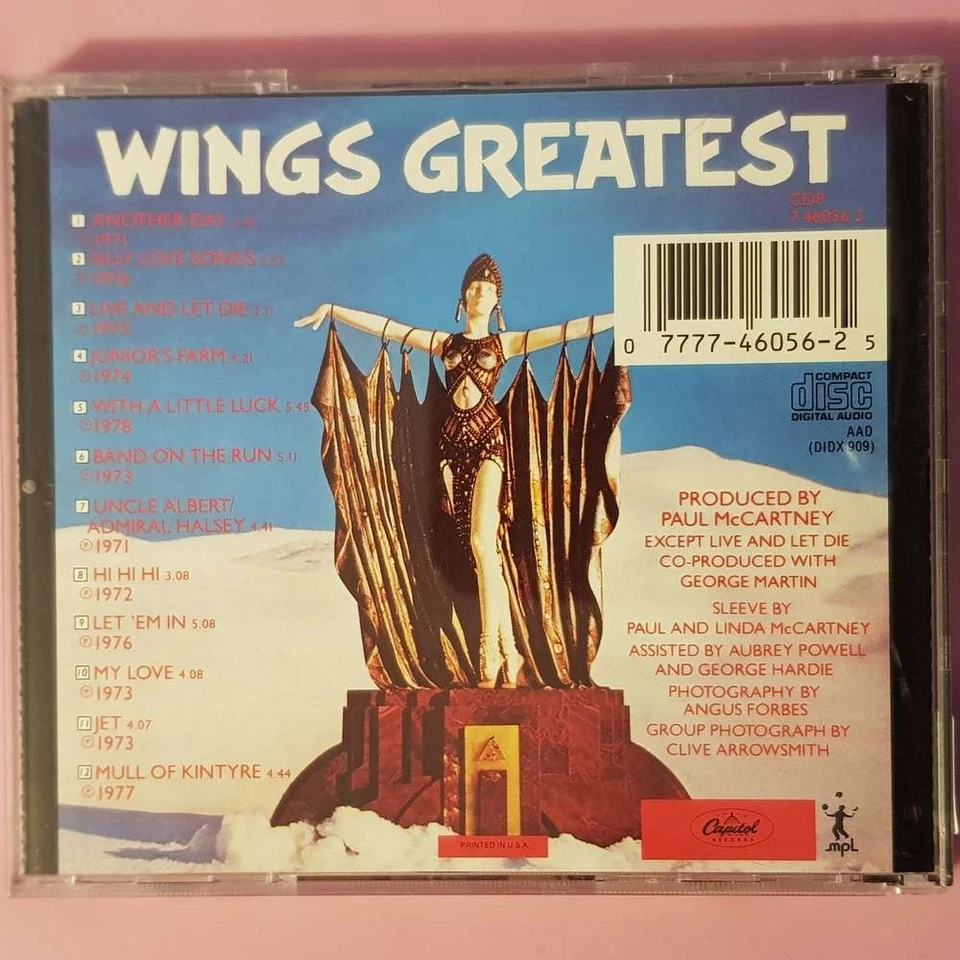 WINGS GREATEST
1 ANOTHER DAY
℗1971
2 SILLY LOVE SONGS
℗1976
3 LIVE AND LET DIE 3.11
℗1973
4 JUNIOR'S FARM 4.21
℗1974
5 WITH A LITTLE LUCK 5.45
℗1978
6 BAND ON THE RUN 5.11
℗1973
7 UNCLE ALBERT/
ADMIRAL HALSEY 4.41
℗1971
8 HI HI HI 3.08
℗1972
9 LET 'EM IN 5.08
℗1976
10 MY LOVE 4.08
℗1973
11 JET 4.07
℗1973
12 MULL OF KINTYRE 4.44
℗1977
CDP
7 46056 2
0 7777-46056-2 5
COMPACT
disc
DIGITAL AUDIO
AAD
(DIDX 909)
PRODUCED BY
PAUL McCARTNEY
EXCEPT LIVE AND LET DIE
CO-PRODUCED WITH
GEORGE MARTIN
SLEEVE BY
PAUL AND LINDA McCARTNEY
ASSISTED BY AUBREY POWELL
AND GEORGE HARDIE
PHOTOGRAPHY BY
ANGUS FORBES
GROUP PHOTOGRAPH BY
CLIVE ARROWSMITH
PRINTED IN U.S.A.
Capitol
RECORDS
MPL